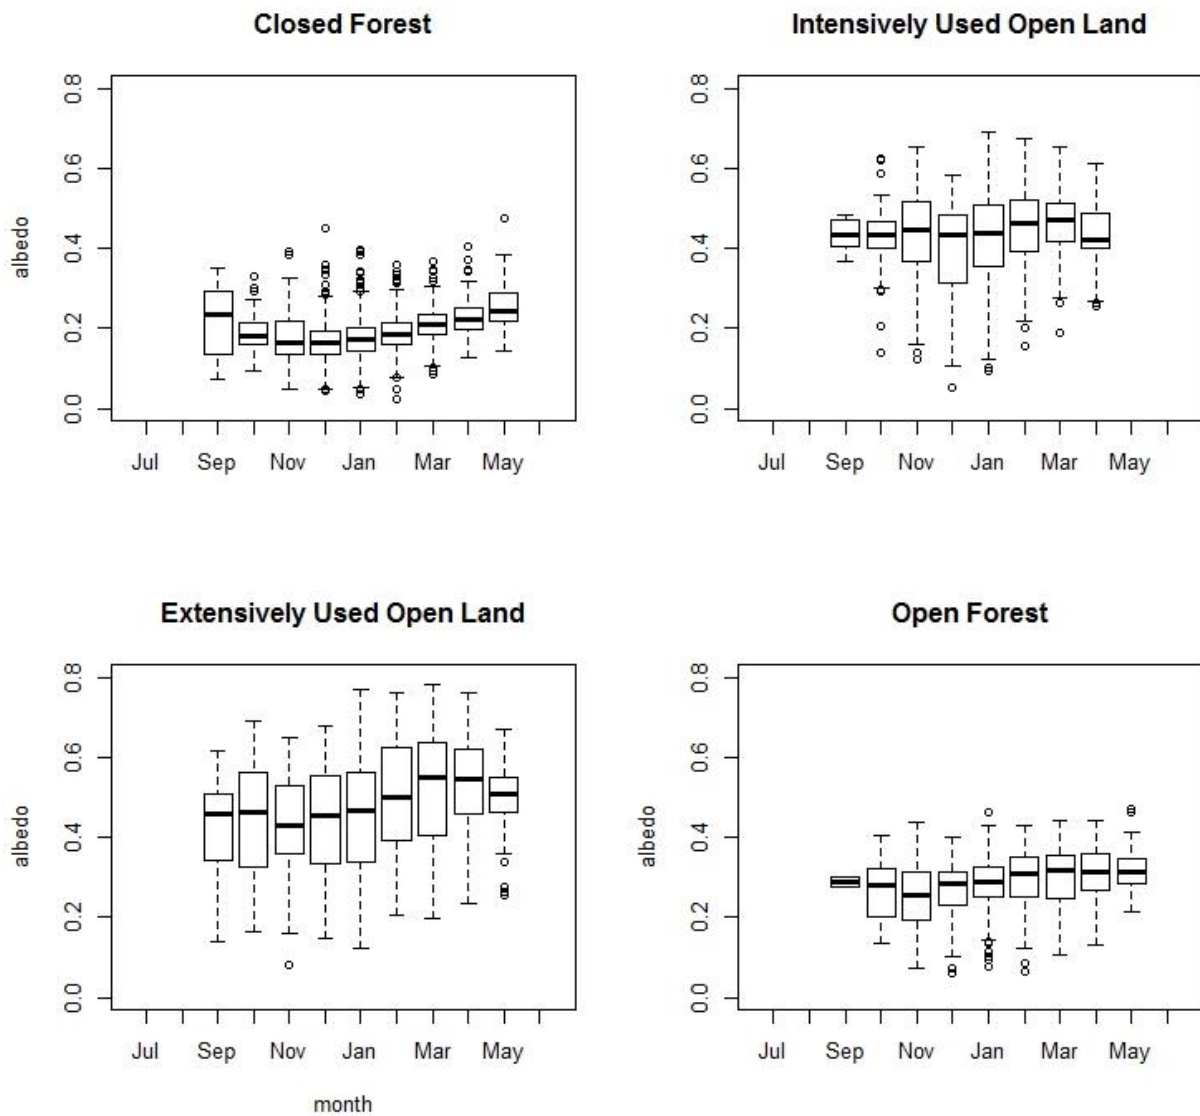 Closed Forest
albedo
0.8
0.6
0.4
0.2
0.0
Jul Sep Nov Jan Mar May
Intensively Used Open Land
0.8
0.6
0.4
0.2
0.0
Jul Sep Nov Jan Mar May
Extensively Used Open Land
albedo
0.8
0.6
0.4
0.2
0.0
Jul Sep Nov Jan Mar May
month
Open Forest
albedo
0.8
0.6
0.4
0.2
0.0
Jul Sep Nov Jan Mar May